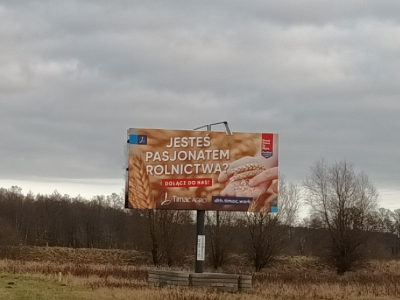 JESTEŚ
PASJONATEM
ROLNICTWA?
DOŁĄCZ DO NAS!
Timac AGRO